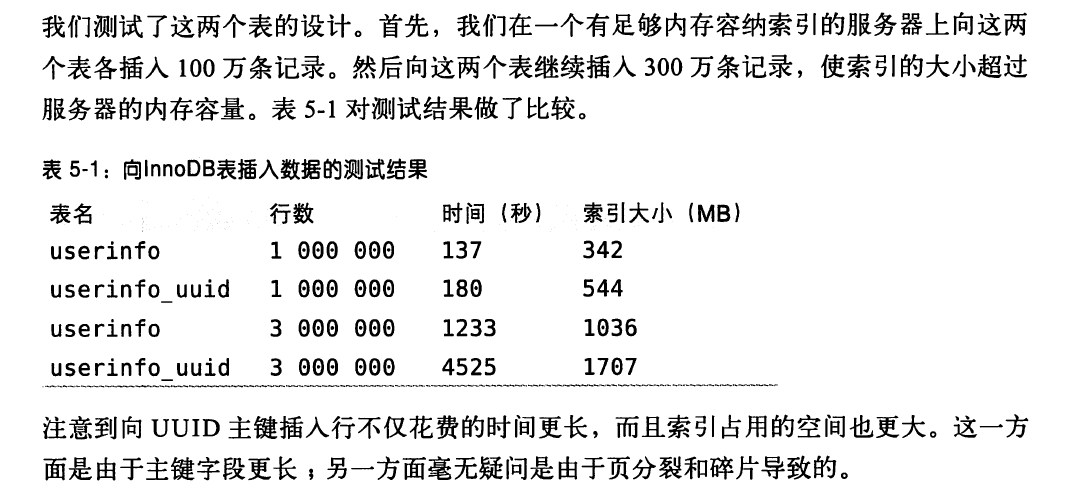 我们测试了这两个表的设计。首先，我们在一个有足够内存容纳索引的服务器上向这两
个表各插入 100 万条记录。然后向这两个表继续插入 300 万条记录，使索引的大小超过
服务器的内存容量。表 5-1 对测试结果做了比较。
表 5-1：向InnoDB表插入数据的测试结果
表名 行数 时间（秒） 索引大小（MB）
userinfo 1 000 000 137 342
userinfo_uuid 1 000 000 180 544
userinfo 3 000 000 1233 1036
userinfo_uuid 3 000 000 4525 1707
注意到向 UUID 主键插入行不仅花费的时间更长，而且索引占用的空间也更大。这一方
面是由于主键字段更长；另一方面毫无疑问是由于页分裂和碎片导致的。